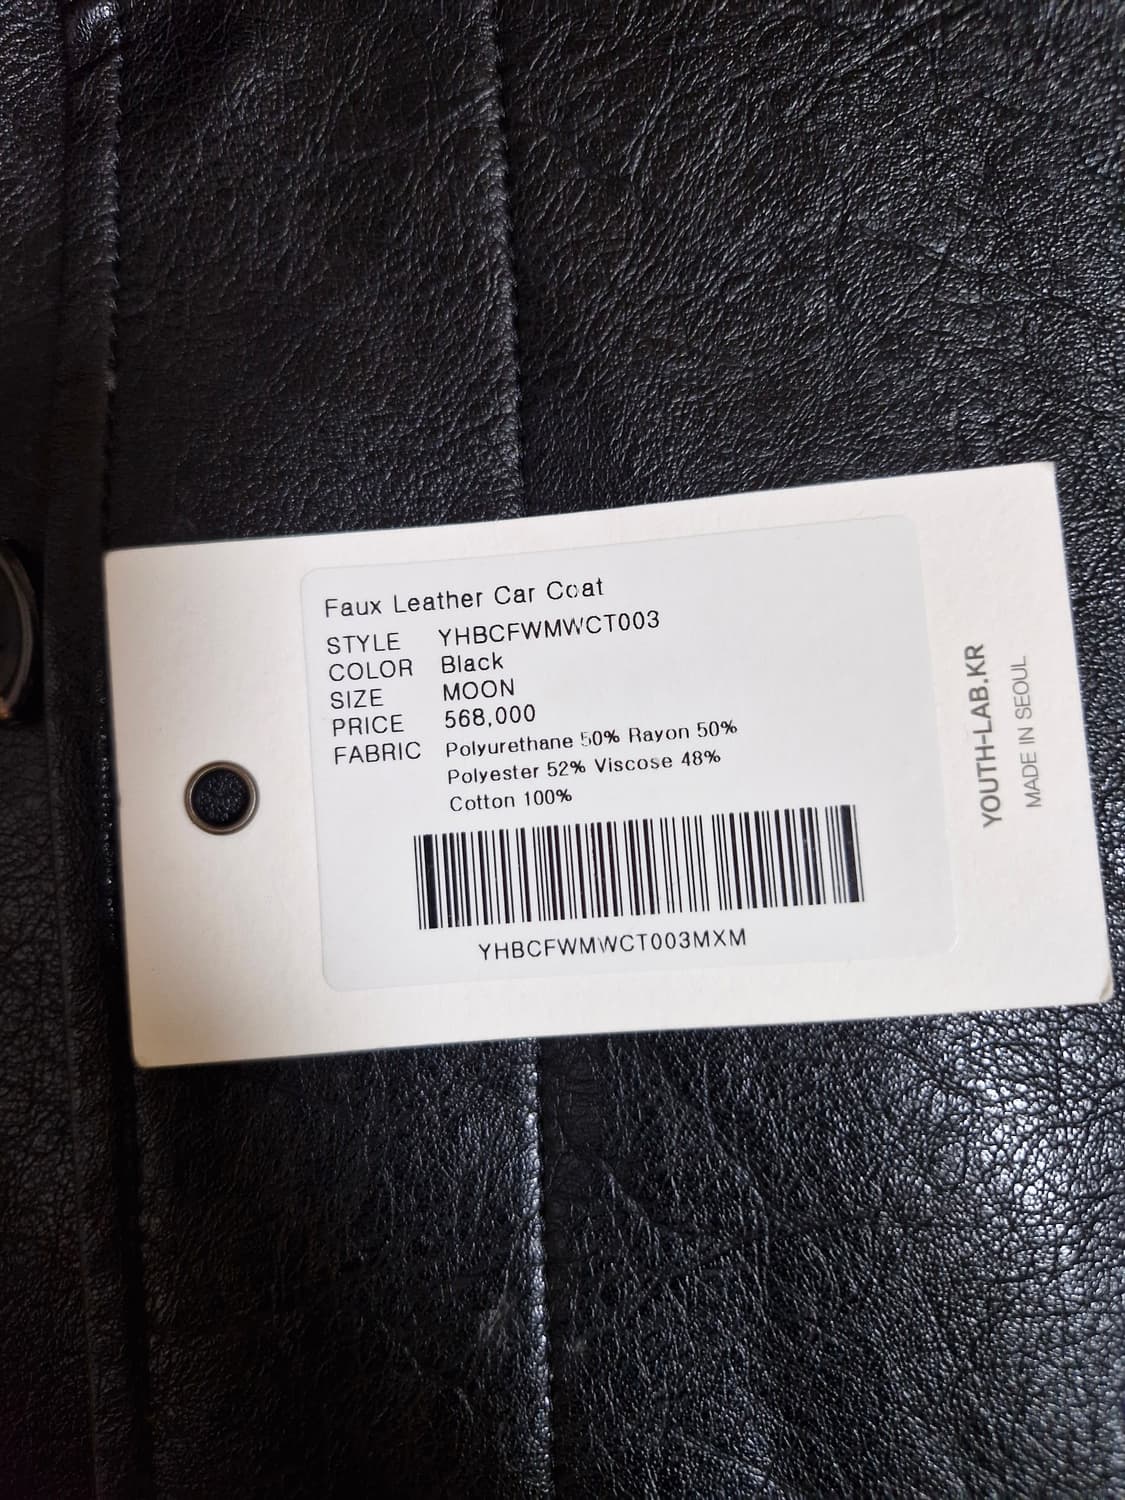 Faux Leather Car Coat
STYLE YHBCFWMWCT003
COLOR Black
SIZE MOON
PRICE 568,000
FABRIC Polyurethane 50% Rayon 50%
Polyester 52% Viscose 48%
Cotton 100%
YHBCFWMWCT003MXM
YOUTH-LAB.KR
MADE IN SEOUL